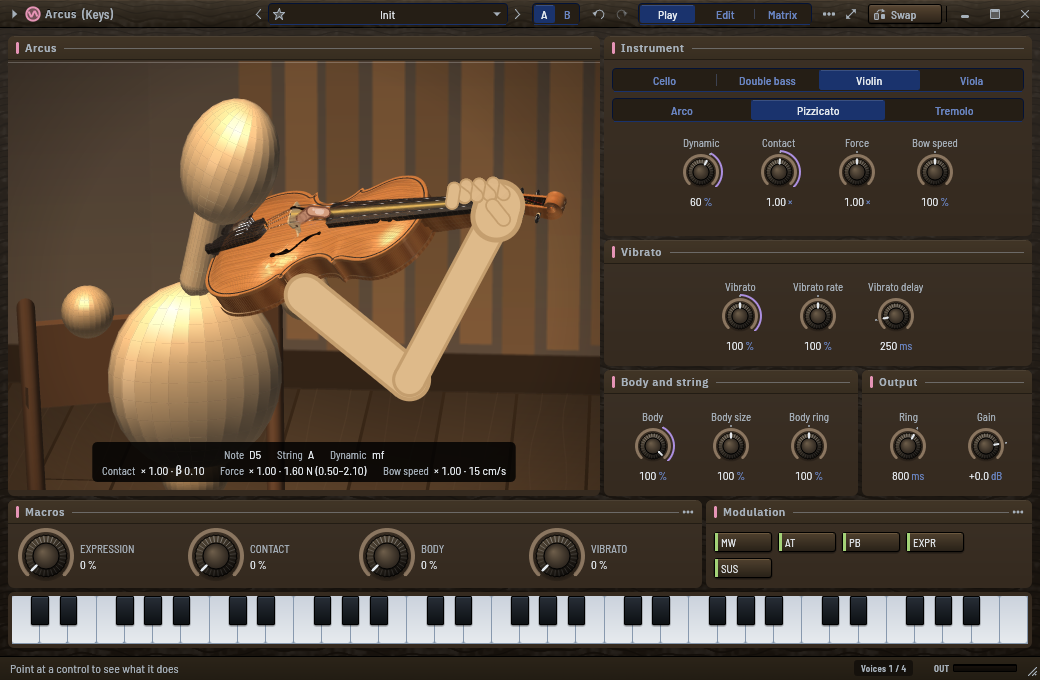 Arcus (Keys)
Init
A B
Play Edit Matrix
Swap
Arcus
Note D5 String A Dynamic mf
Contact × 1.00 · β 0.10 Force × 1.00 · 1.60 N (0.50–2.10) Bow speed × 1.00 · 15 cm/s
Instrument
Cello Double bass Violin Viola
Arco Pizzicato Tremolo
Dynamic Contact Force Bow speed
60 % 1.00 × 1.00 × 100 %
Vibrato
Vibrato Vibrato rate Vibrato delay
100 % 100 % 250 ms
Body and string
Body Body size Body ring
100 % 100 % 100 %
Output
Ring Gain
800 ms +0.0 dB
Macros
EXPRESSION
0 %
CONTACT
0 %
BODY
0 %
VIBRATO
0 %
Modulation
MW AT PB EXPR
SUS
Point at a control to see what it does
Voices 1 / 4 OUT